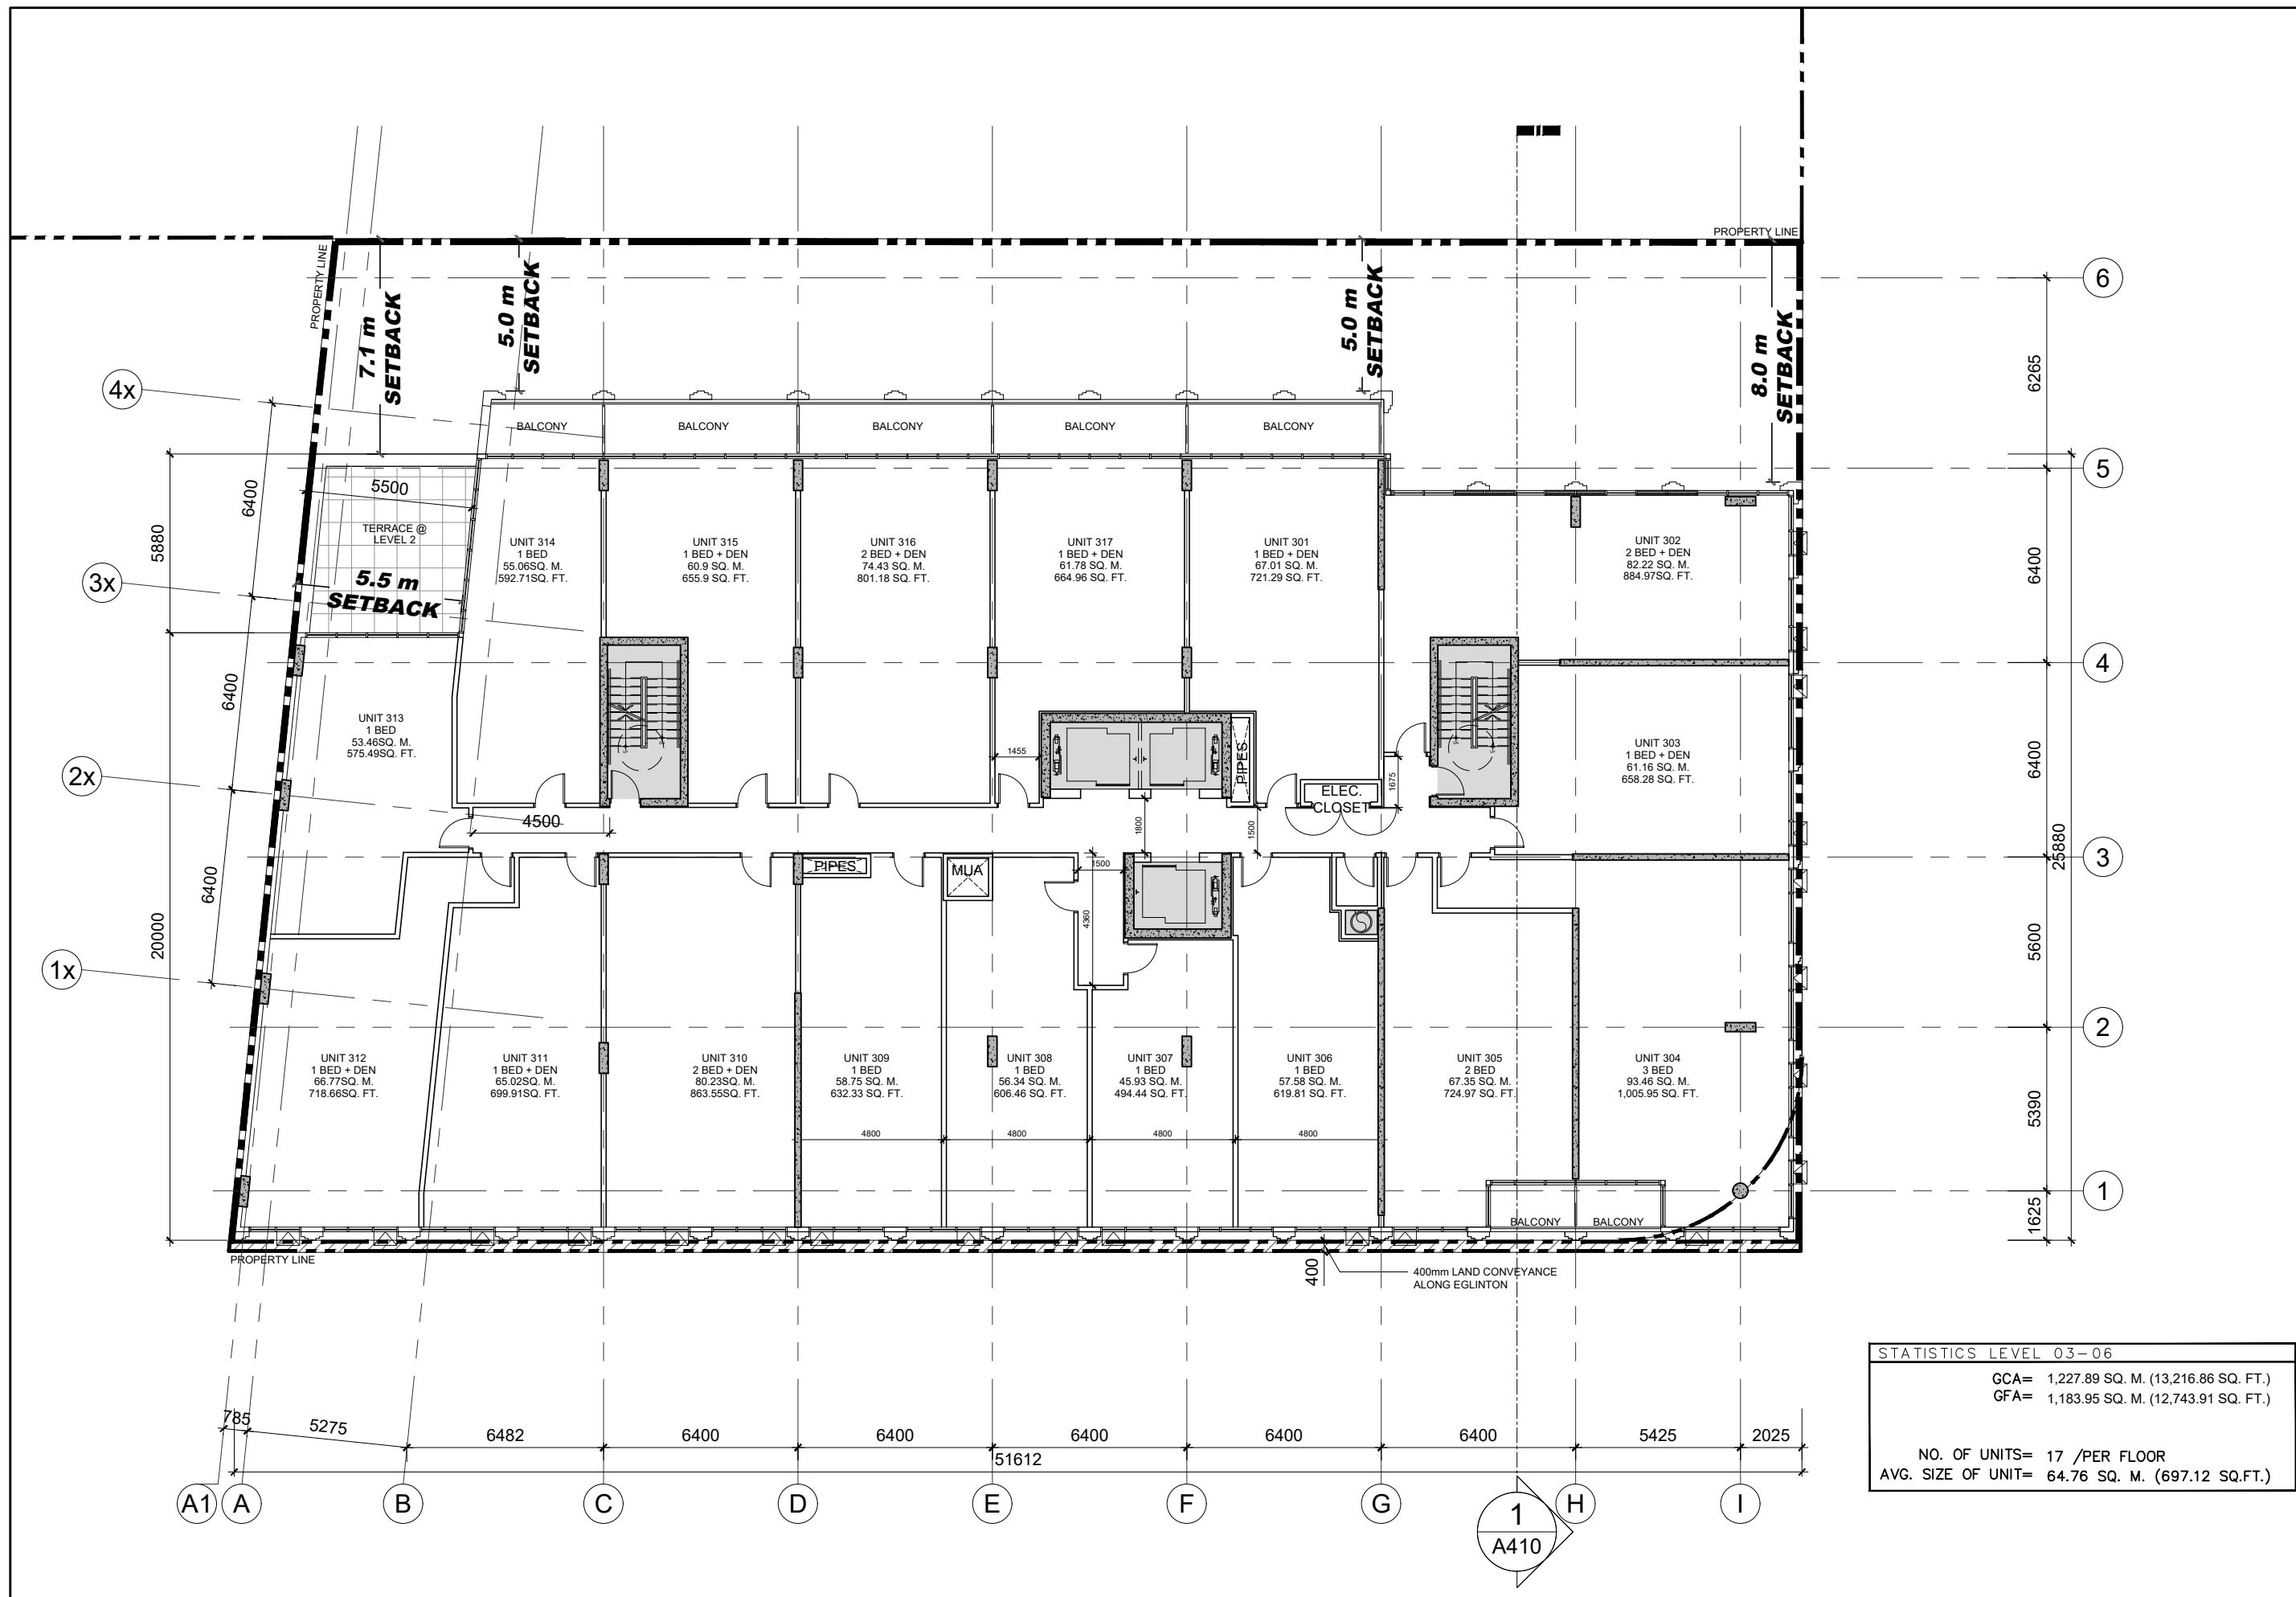 PROPERTY LINE
PROPERTY LINE
7.1 m
SETBACK
5.0 m
SETBACK
5.0 m
SETBACK
8.0 m
SETBACK
6
6265
4x
BALCONY
BALCONY
BALCONY
BALCONY
BALCONY
5
6400
5880
5500
TERRACE @
LEVEL 2
5.5 m
SETBACK
UNIT 314
1 BED
55.06SQ. M.
592.71SQ. FT.
UNIT 315
1 BED + DEN
60.9 SQ. M.
655.9 SQ. FT.
UNIT 316
2 BED + DEN
74.43 SQ. M.
801.18 SQ. FT.
UNIT 317
1 BED + DEN
61.78 SQ. M.
664.96 SQ. FT.
UNIT 301
1 BED + DEN
67.01 SQ. M.
721.29 SQ. FT.
UNIT 302
2 BED + DEN
82.22 SQ. M.
884.97SQ. FT.
6400
3x
4
6400
UNIT 313
1 BED
53.46SQ. M.
575.49SQ. FT.
1455
PIPES
ELEC.
CLOSET
1675
UNIT 303
1 BED + DEN
61.16 SQ. M.
658.28 SQ. FT.
6400
2x
4500
1800
1500
25880
3
6400
20000
PIPES
MUA
1500
4360
5600
1x
2
UNIT 312
1 BED + DEN
66.77SQ. M.
718.66SQ. FT.
UNIT 311
1 BED + DEN
65.02SQ. M.
699.91SQ. FT.
UNIT 310
2 BED + DEN
80.23SQ. M.
863.55SQ. FT.
UNIT 309
1 BED
58.75 SQ. M.
632.33 SQ. FT.
UNIT 308
1 BED
56.34 SQ. M.
606.46 SQ. FT.
UNIT 307
1 BED
45.93 SQ. M.
494.44 SQ. FT.
UNIT 306
1 BED
57.58 SQ. M.
619.81 SQ. FT.
UNIT 305
2 BED
67.35 SQ. M.
724.97 SQ. FT.
UNIT 304
3 BED
93.46 SQ. M.
1,005.95 SQ. FT.
5390
4800
4800
4800
4800
1
1625
BALCONY
BALCONY
PROPERTY LINE
400
400mm LAND CONVEYANCE
ALONG EGLINTON
785
5275
6482
6400
6400
6400
6400
6400
5425
2025
51612
A1
A
B
C
D
E
F
G
H
I
1
A410
STATISTICS LEVEL 03-06
GCA= 1,227.89 SQ. M. (13,216.86 SQ. FT.)
GFA= 1,183.95 SQ. M. (12,743.91 SQ. FT.)
NO. OF UNITS= 17 /PER FLOOR
AVG. SIZE OF UNIT= 64.76 SQ. M. (697.12 SQ.FT.)